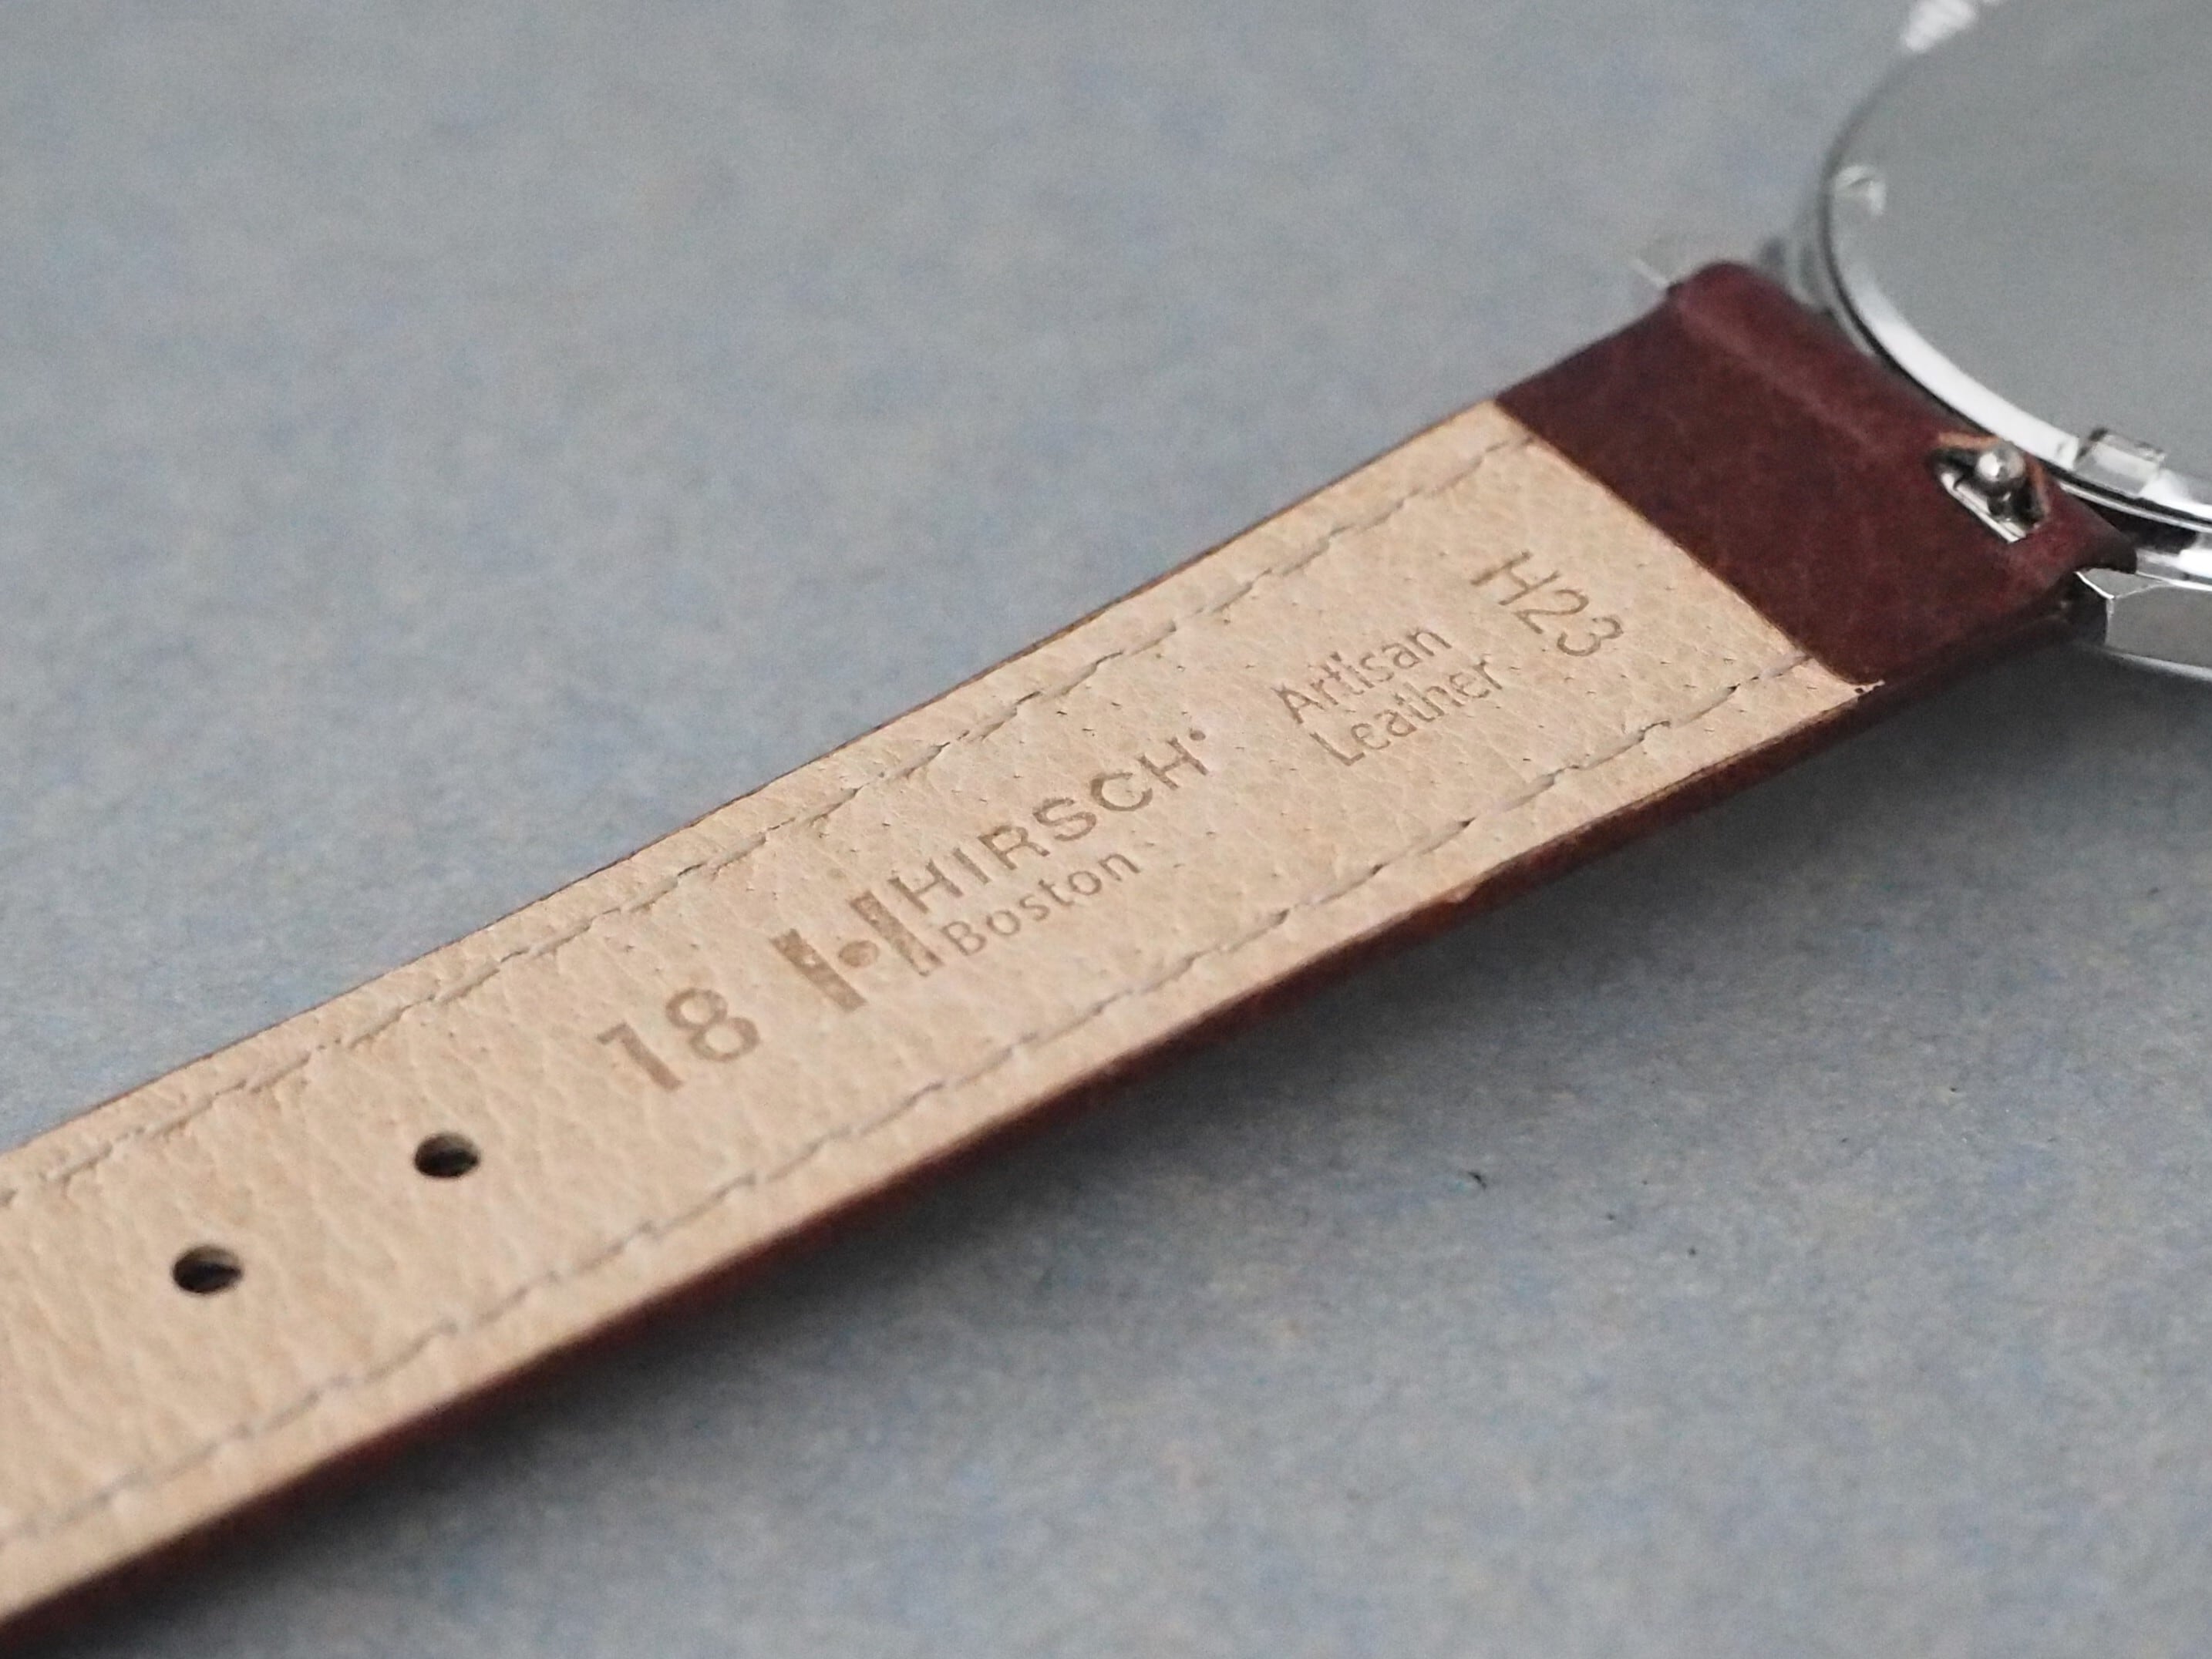 18
HIRSCH
Boston
Artisan
Leather
H23